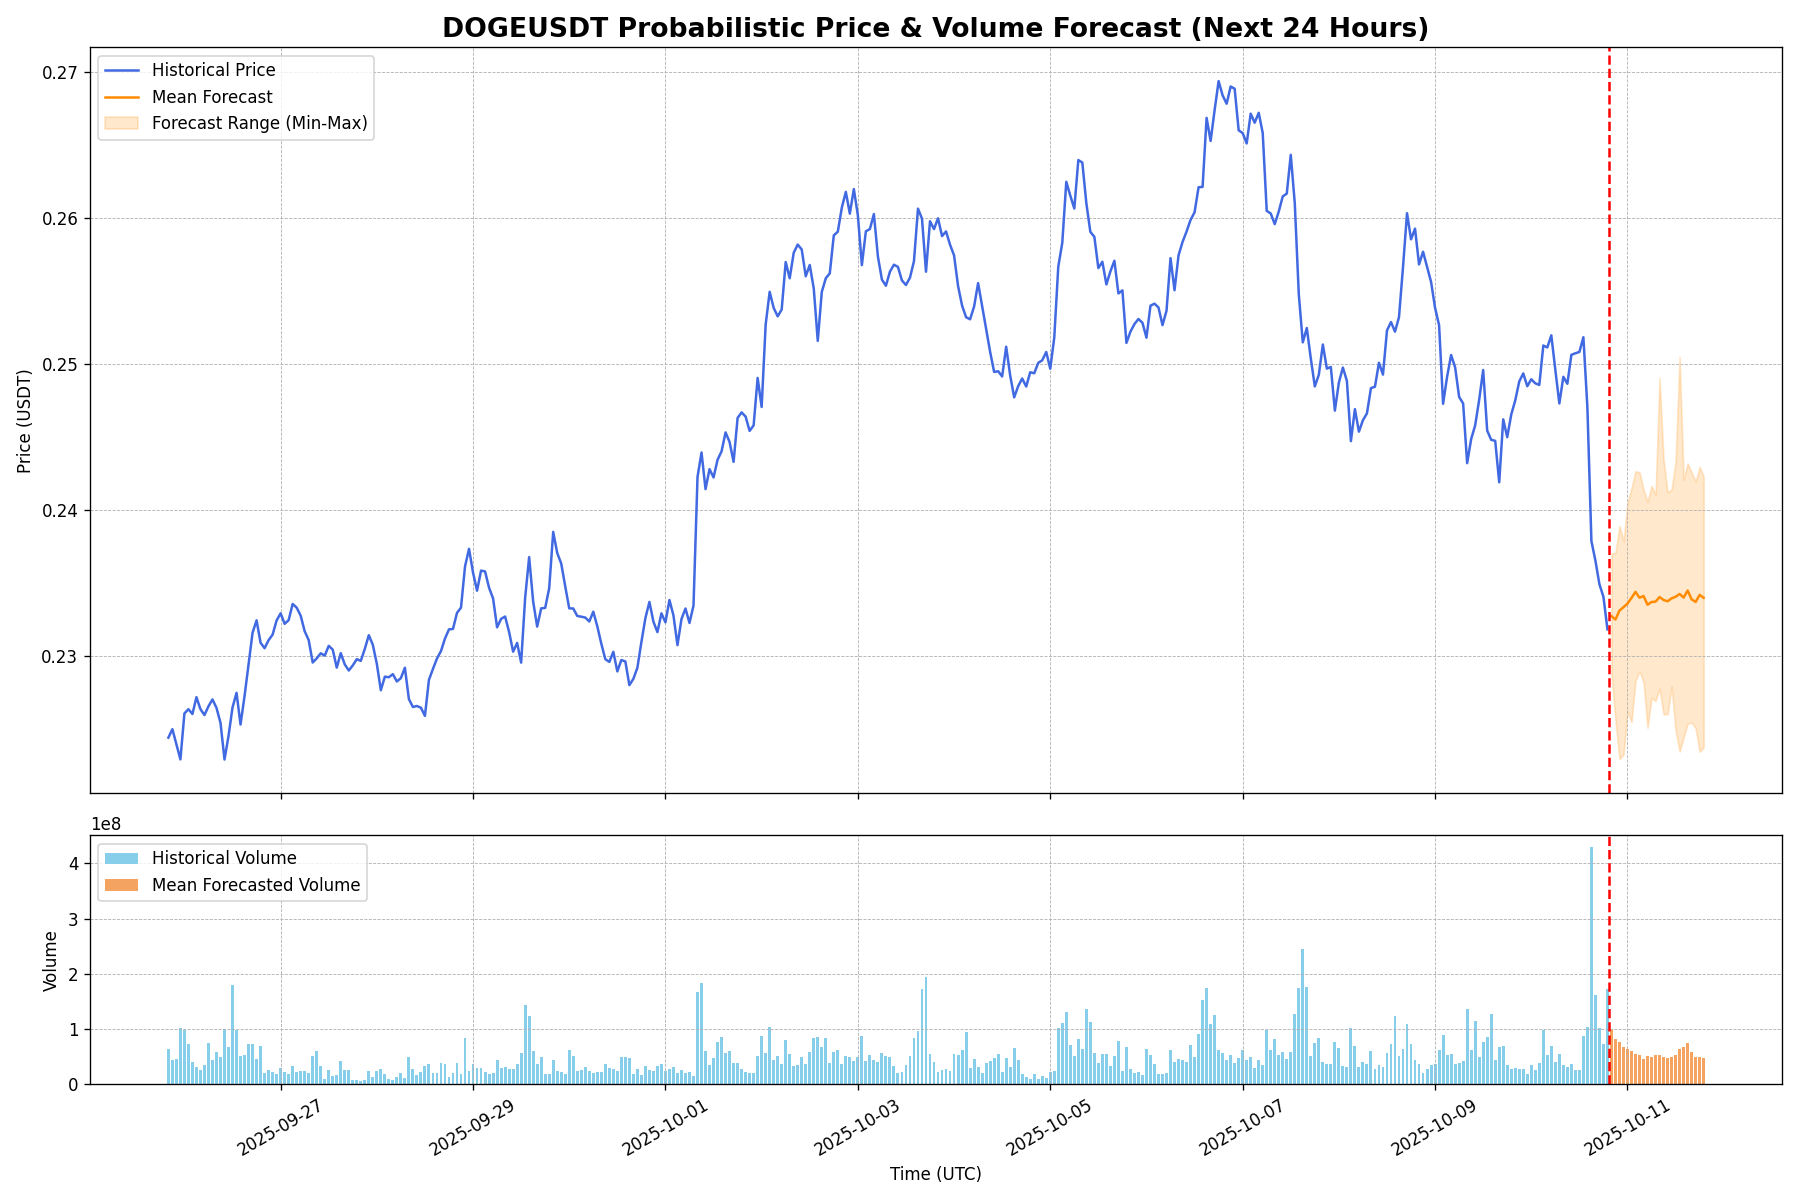 DOGEUSDT Probabilistic Price & Volume Forecast (Next 24 Hours)
Historical Price
Mean Forecast
Forecast Range (Min-Max)
0.27
0.26
0.25
0.24
0.23
Price (USDT)
1e8
Historical Volume
Mean Forecasted Volume
4
3
2
1
0
Volume
2025-09-27
2025-09-29
2025-10-01
2025-10-03
2025-10-05
2025-10-07
2025-10-09
2025-10-11
Time (UTC)